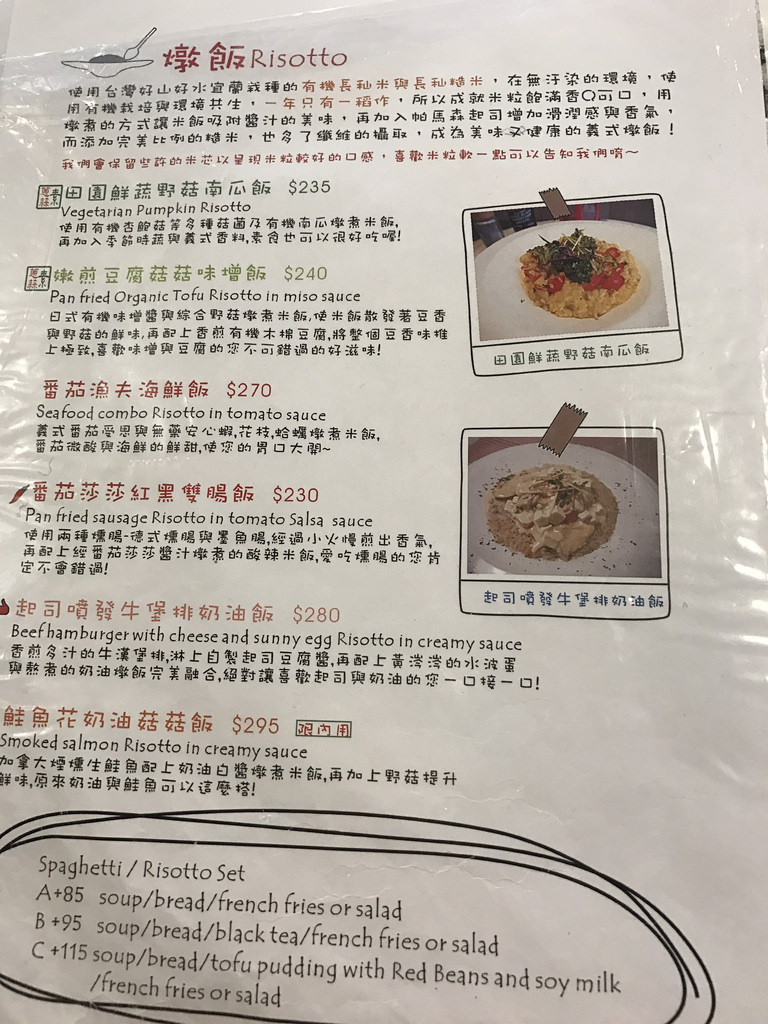 燉飯Risotto
使用台灣好山好水宜蘭栽種的有機長秈米與長秈糙米，在無汙染的環境，使
用有機栽培與環境共生，一年只有一稻作，所以成就米粒飽滿香Q可口，用
燉煮的方式讓米飯吸附醬汁的美味，再加入帕馬森起司增加滑潤感與香氣，
而添加完美比例的糙米，也多了纖維的攝取，成為美味又健康的義式燉飯！
我們會保留些許的米芯以呈現米粒較好的口感，喜歡米粒軟一點可以告知我們唷～
蔥蒜素 田園鮮蔬野菇南瓜飯 $235
Vegetarian Pumpkin Risotto
使用有機杏鮑菇等多種菇菌及有機南瓜燉煮米飯,
再加入季節時蔬與義式香料,素食也可以很好吃喔!
田園鮮蔬野菇南瓜飯
蔥蒜素 嫩煎豆腐菇菇味增飯 $240
Pan fried Organic Tofu Risotto in miso sauce
日式有機味增醬與綜合野菇燉煮米飯,使米飯散發著豆香
與野菇的鮮味,再配上香煎有機木棉豆腐,將整個豆香味推
上極致,喜歡味增與豆腐的您不可錯過的好滋味!
番茄漁夫海鮮飯 $270
Seafood combo Risotto in tomato sauce
義式番茄受思與無藥安心蝦,花枝,蛤蠣燉煮米飯,
番茄微酸與海鮮的鮮甜,使您的胃口大開~
番茄莎莎紅黑雙腸飯 $230
Pan fried sausage Risotto in tomato Salsa sauce
使用兩種燻腸-德式燻腸與墨魚腸,經過小火慢煎出香氣,
再配上經番茄莎莎醬汁燉煮的酸辣米飯,愛吃燻腸的您肯
定不會錯過!
起司噴發牛堡排奶油飯
起司噴發牛堡排奶油飯 $280
Beef hamburger with cheese and sunny egg Risotto in creamy sauce
香煎多汁的牛漢堡排,淋上自製起司豆腐醬,再配上黃澄澄的水波蛋
與熬煮的奶油燉飯完美融合,絕對讓喜歡起司與奶油的您一口接一口!
鮭魚花奶油菇菇飯 $295 限內用
Smoked salmon Risotto in creamy sauce
加拿大煙燻生鮭魚配上奶油白醬燉煮米飯,再加上野菇提升
鮮味,原來奶油與鮭魚可以這麼搭!
Spaghetti / Risotto Set
A+85 soup/bread/french fries or salad
B +95 soup/bread/black tea/french fries or salad
C +115 soup/bread/tofu pudding with Red Beans and soy milk
/french fries or salad